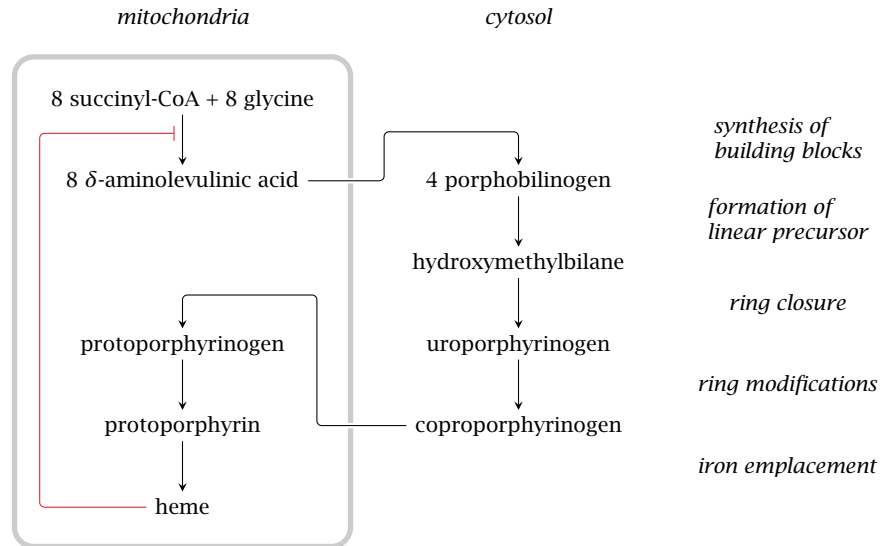 mitochondria
cytosol
8 succinyl-CoA + 8 glycine
synthesis of
building blocks
8 δ-aminolevulinic acid
4 porphobilinogen
formation of
linear precursor
hydroxymethylbilane
ring closure
protoporphyrinogen
uroporphyrinogen
ring modifications
protoporphyrin
coproporphyrinogen
iron emplacement
heme